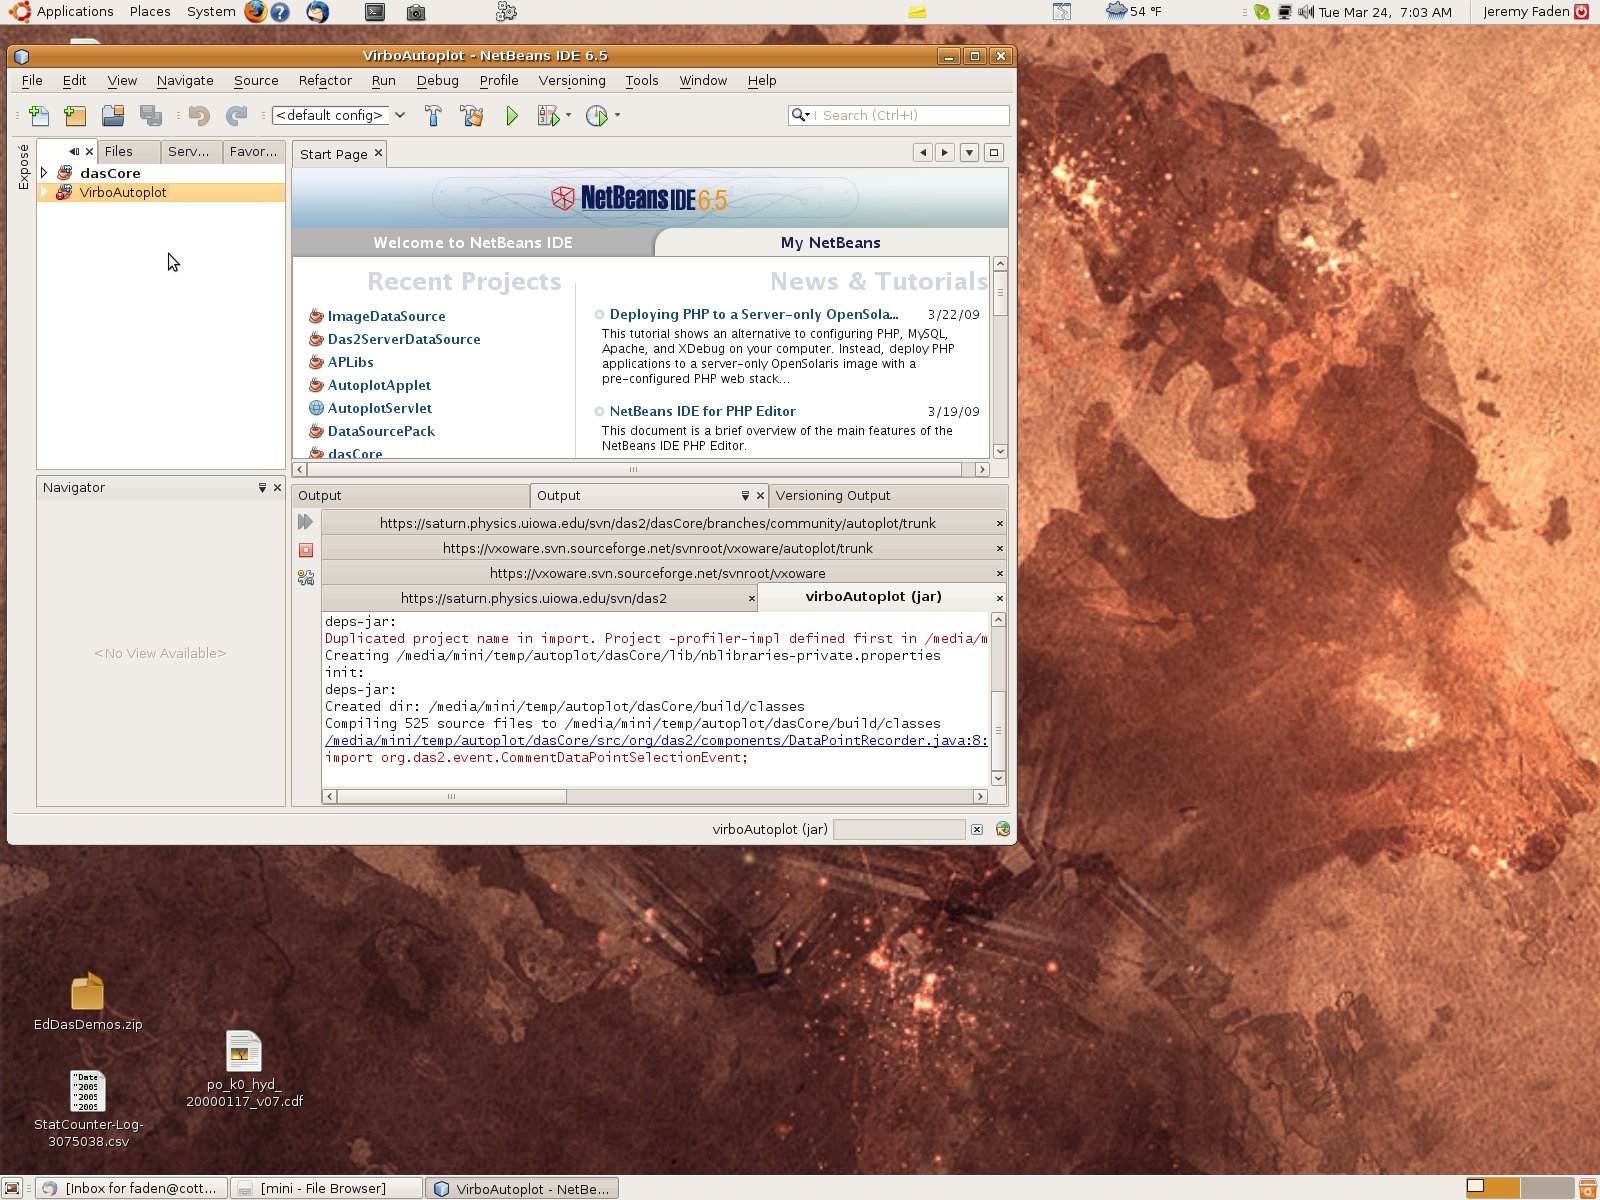 Applications Places System 54 °F Tue Mar 24, 7:03 AM Jeremy Faden
VirboAutoplot - NetBeans IDE 6.5
File Edit View Navigate Source Refactor Run Debug Profile Versioning Tools Window Help
<default config> Search (Ctrl+I)
Exposé
Files Serv... Favor...
dasCore
VirboAutoplot
Start Page
NetBeans IDE 6.5
Welcome to NetBeans IDE My NetBeans
Recent Projects
ImageDataSource
Das2ServerDataSource
APLibs
AutoplotApplet
AutoplotServlet
DataSourcePack
dasCore
News & Tutorials
Deploying PHP to a Server-only OpenSola... 3/22/09
This tutorial shows an alternative to configuring PHP, MySQL,
Apache, and XDebug on your computer. Instead, deploy PHP
applications to a server-only OpenSolaris image with a
pre-configured PHP web stack...
NetBeans IDE for PHP Editor 3/19/09
This document is a brief overview of the main features of the
NetBeans IDE PHP Editor.
Navigator
<No View Available>
Output Output Versioning Output
https://saturn.physics.uiowa.edu/svn/das2/dasCore/branches/community/autoplot/trunk
https://vxoware.svn.sourceforge.net/svnroot/vxoware/autoplot/trunk
https://vxoware.svn.sourceforge.net/svnroot/vxoware
https://saturn.physics.uiowa.edu/svn/das2 virboAutoplot (jar)
deps-jar:
Duplicated project name in import. Project -profiler-impl defined first in /media/m
Creating /media/mini/temp/autoplot/dasCore/lib/nblibraries-private.properties
init:
deps-jar:
Created dir: /media/mini/temp/autoplot/dasCore/build/classes
Compiling 525 source files to /media/mini/temp/autoplot/dasCore/build/classes
/media/mini/temp/autoplot/dasCore/src/org/das2/components/DataPointRecorder.java:8:
import org.das2.event.CommentDataPointSelectionEvent;
virboAutoplot (jar)
EdDasDemos.zip
po_k0_hyd_
20000117_v07.cdf
"Date
"2005
"2005
"2005
StatCounter-Log-
3075038.csv
[Inbox for faden@cott... [mini - File Browser] VirboAutoplot - NetBe...